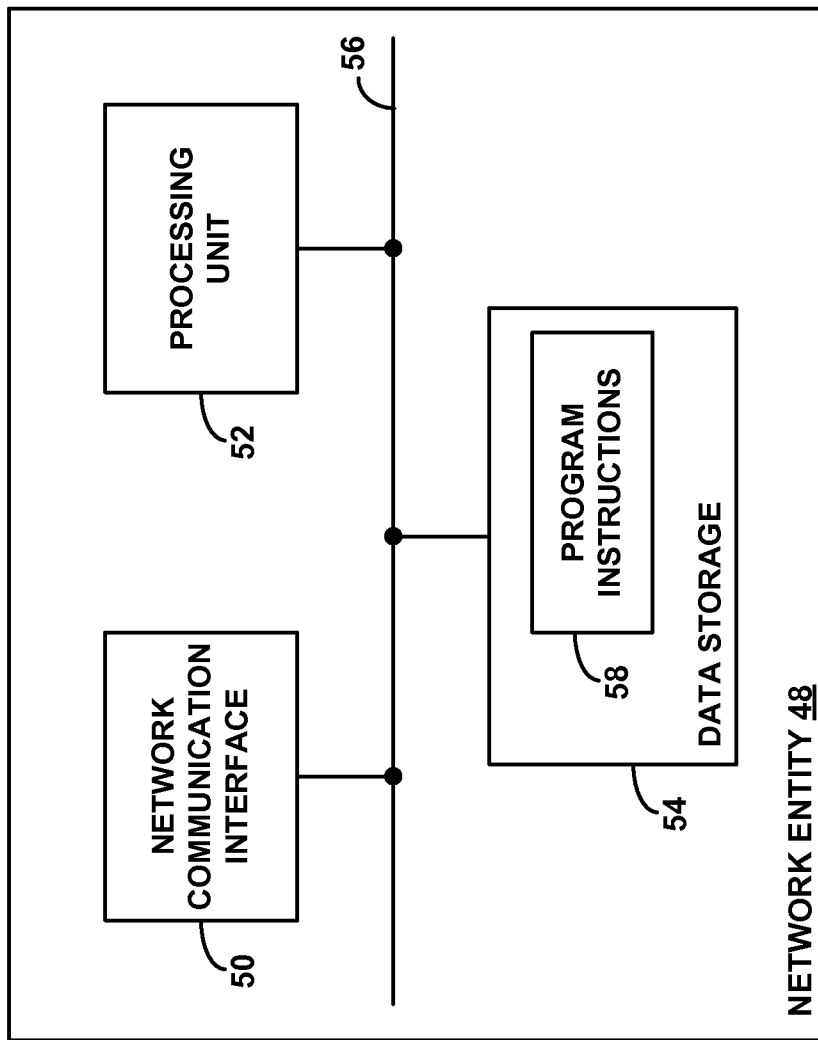 NETWORK
COMMUNICATION
INTERFACE
50
PROCESSING
UNIT
52
56
PROGRAM
INSTRUCTIONS
58
DATA STORAGE
54
NETWORK ENTITY 48